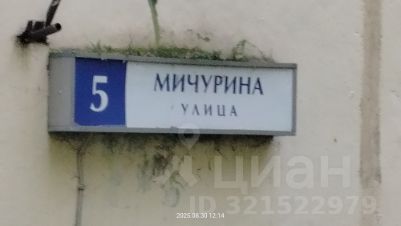 5 МИЧУРИНА
УЛИЦА
циан
ID 321522979
2025.08.30 12:14